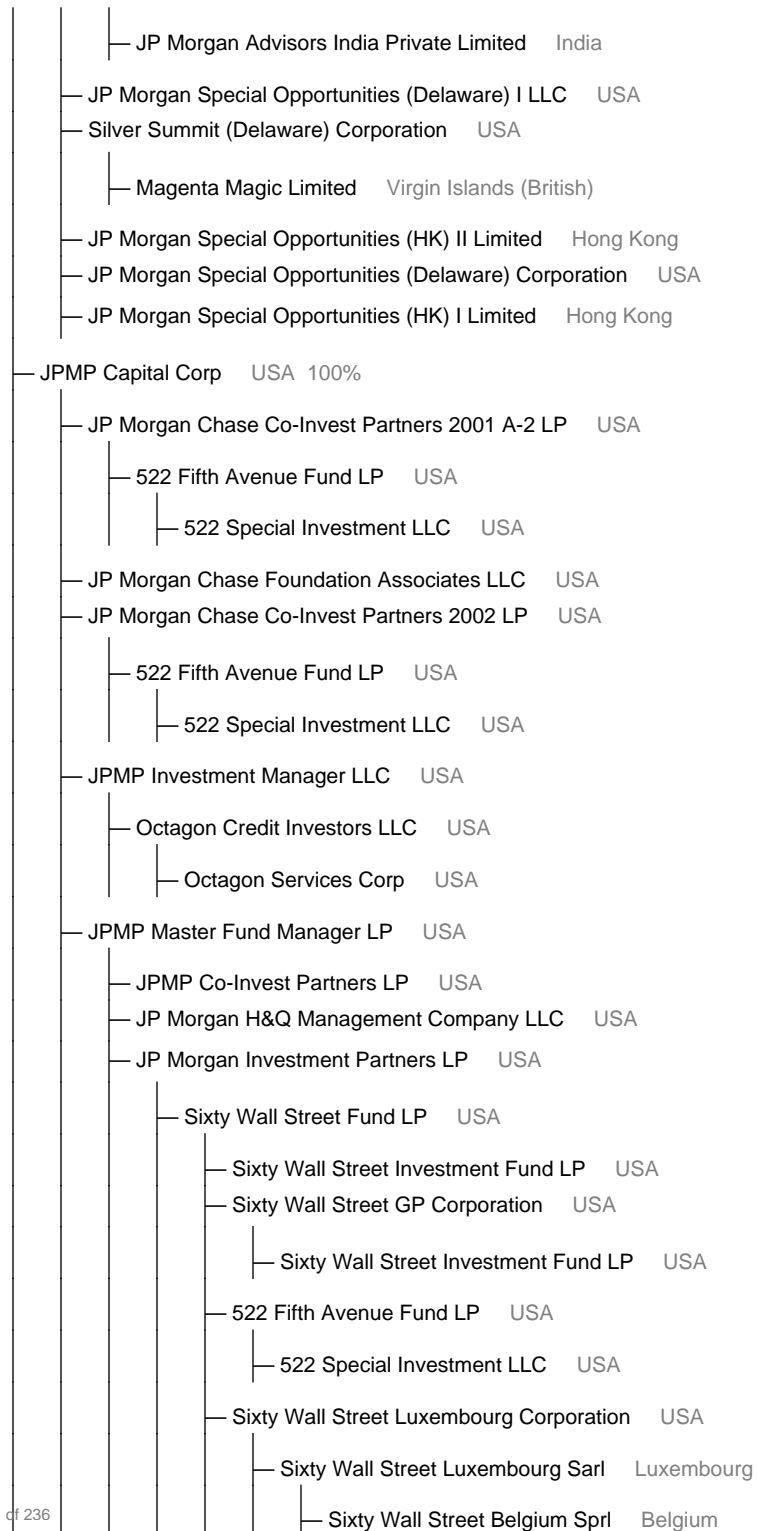 JP Morgan Advisors India Private Limited India
JP Morgan Special Opportunities (Delaware) I LLC USA
Silver Summit (Delaware) Corporation USA
Magenta Magic Limited Virgin Islands (British)
JP Morgan Special Opportunities (HK) II Limited Hong Kong
JP Morgan Special Opportunities (Delaware) Corporation USA
JP Morgan Special Opportunities (HK) I Limited Hong Kong
JPMP Capital Corp USA 100%
JP Morgan Chase Co-Invest Partners 2001 A-2 LP USA
522 Fifth Avenue Fund LP USA
522 Special Investment LLC USA
JP Morgan Chase Foundation Associates LLC USA
JP Morgan Chase Co-Invest Partners 2002 LP USA
522 Fifth Avenue Fund LP USA
522 Special Investment LLC USA
JPMP Investment Manager LLC USA
Octagon Credit Investors LLC USA
Octagon Services Corp USA
JPMP Master Fund Manager LP USA
JPMP Co-Invest Partners LP USA
JP Morgan H&Q Management Company LLC USA
JP Morgan Investment Partners LP USA
Sixty Wall Street Fund LP USA
Sixty Wall Street Investment Fund LP USA
Sixty Wall Street GP Corporation USA
Sixty Wall Street Investment Fund LP USA
522 Fifth Avenue Fund LP USA
522 Special Investment LLC USA
Sixty Wall Street Luxembourg Corporation USA
Sixty Wall Street Luxembourg Sarl Luxembourg
Sixty Wall Street Belgium Sprl Belgium
of 236